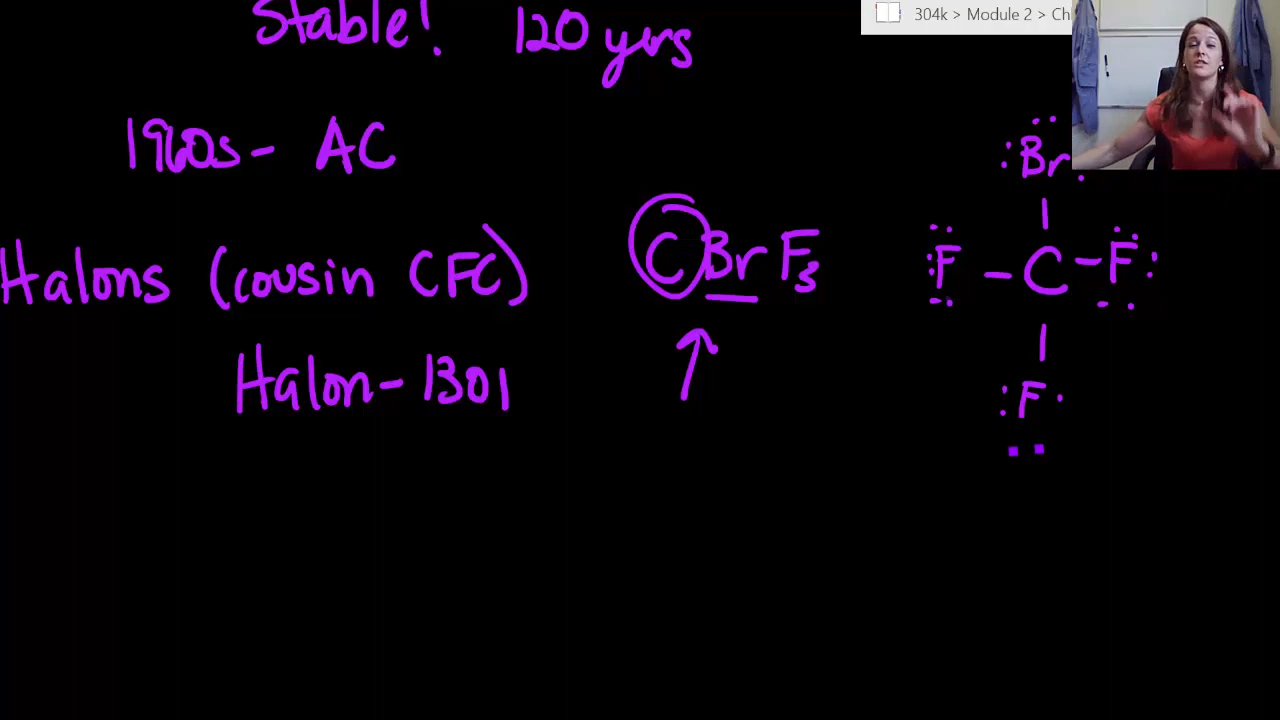 304k > Module 2 > Ch
Stable! 120 yrs
1960s - AC
Halons (cousin CFC)
CBrF3
Halon-1301
:Br
:F - C - F:
:F